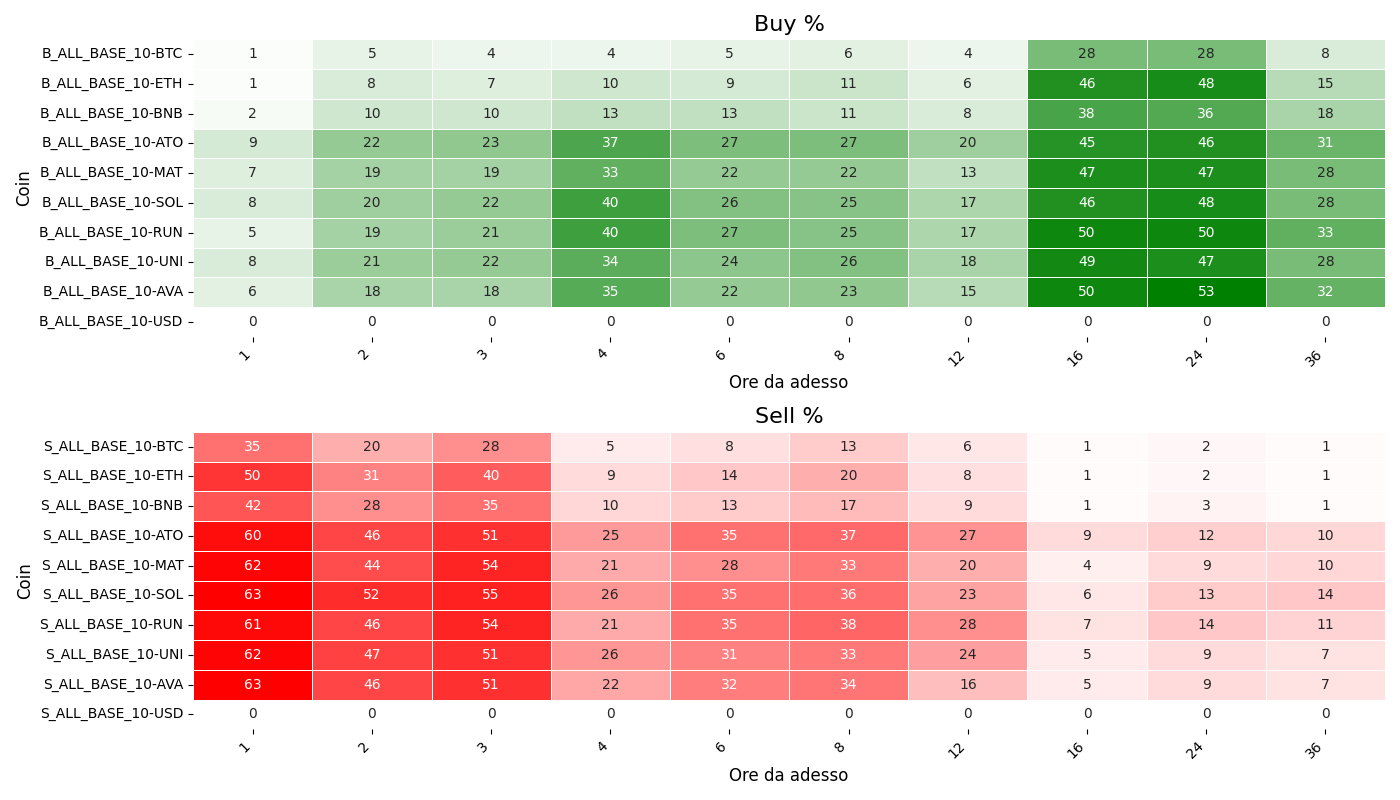 Buy %
Coin
B_ALL_BASE_10-BTC 1 5 4 4 5 6 4 28 28 8
B_ALL_BASE_10-ETH 1 8 7 10 9 11 6 46 48 15
B_ALL_BASE_10-BNB 2 10 10 13 13 11 8 38 36 18
B_ALL_BASE_10-ATO 9 22 23 37 27 27 20 45 46 31
B_ALL_BASE_10-MAT 7 19 19 33 22 22 13 47 47 28
B_ALL_BASE_10-SOL 8 20 22 40 26 25 17 46 48 28
B_ALL_BASE_10-RUN 5 19 21 40 27 25 17 50 50 33
B_ALL_BASE_10-UNI 8 21 22 34 24 26 18 49 47 28
B_ALL_BASE_10-AVA 6 18 18 35 22 23 15 50 53 32
B_ALL_BASE_10-USD 0 0 0 0 0 0 0 0 0 0
1 2 3 4 6 8 12 16 24 36
Ore da adesso
Sell %
Coin
S_ALL_BASE_10-BTC 35 20 28 5 8 13 6 1 2 1
S_ALL_BASE_10-ETH 50 31 40 9 14 20 8 1 2 1
S_ALL_BASE_10-BNB 42 28 35 10 13 17 9 1 3 1
S_ALL_BASE_10-ATO 60 46 51 25 35 37 27 9 12 10
S_ALL_BASE_10-MAT 62 44 54 21 28 33 20 4 9 10
S_ALL_BASE_10-SOL 63 52 55 26 35 36 23 6 13 14
S_ALL_BASE_10-RUN 61 46 54 21 35 38 28 7 14 11
S_ALL_BASE_10-UNI 62 47 51 26 31 33 24 5 9 7
S_ALL_BASE_10-AVA 63 46 51 22 32 34 16 5 9 7
S_ALL_BASE_10-USD 0 0 0 0 0 0 0 0 0 0
1 2 3 4 6 8 12 16 24 36
Ore da adesso